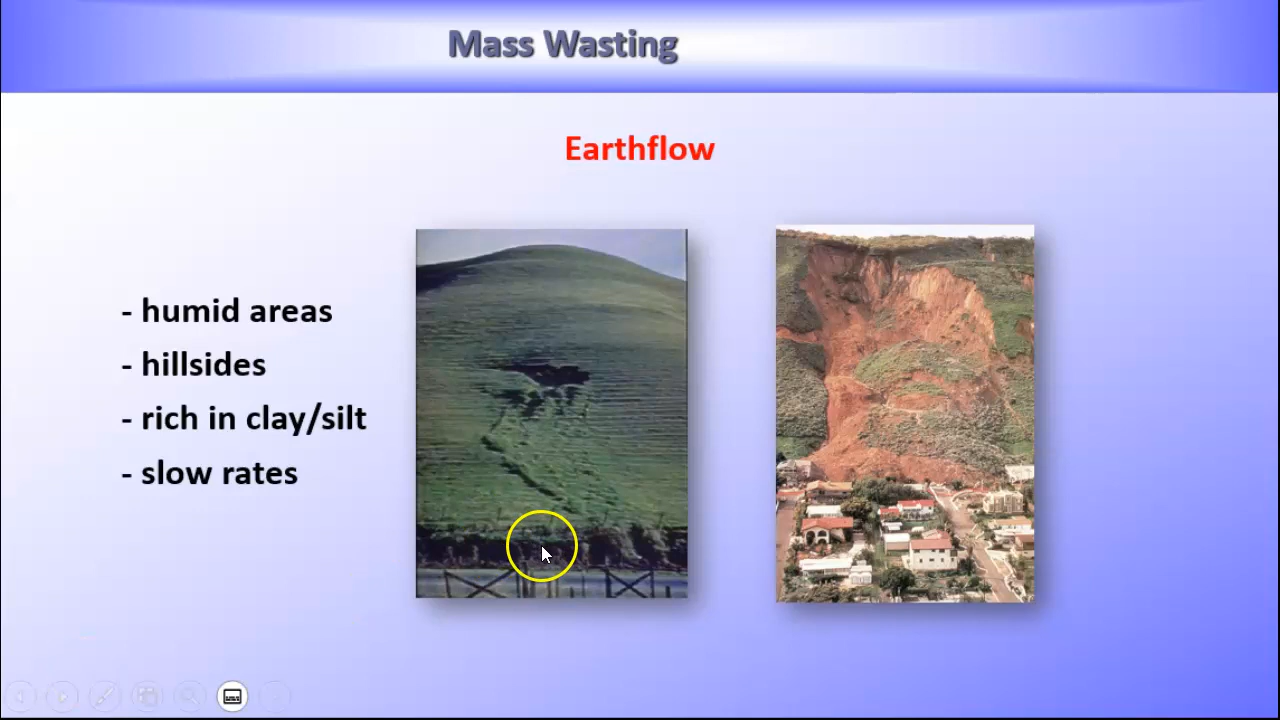 Mass Wasting
Earthflow
- humid areas
- hillsides
- rich in clay/silt
- slow rates